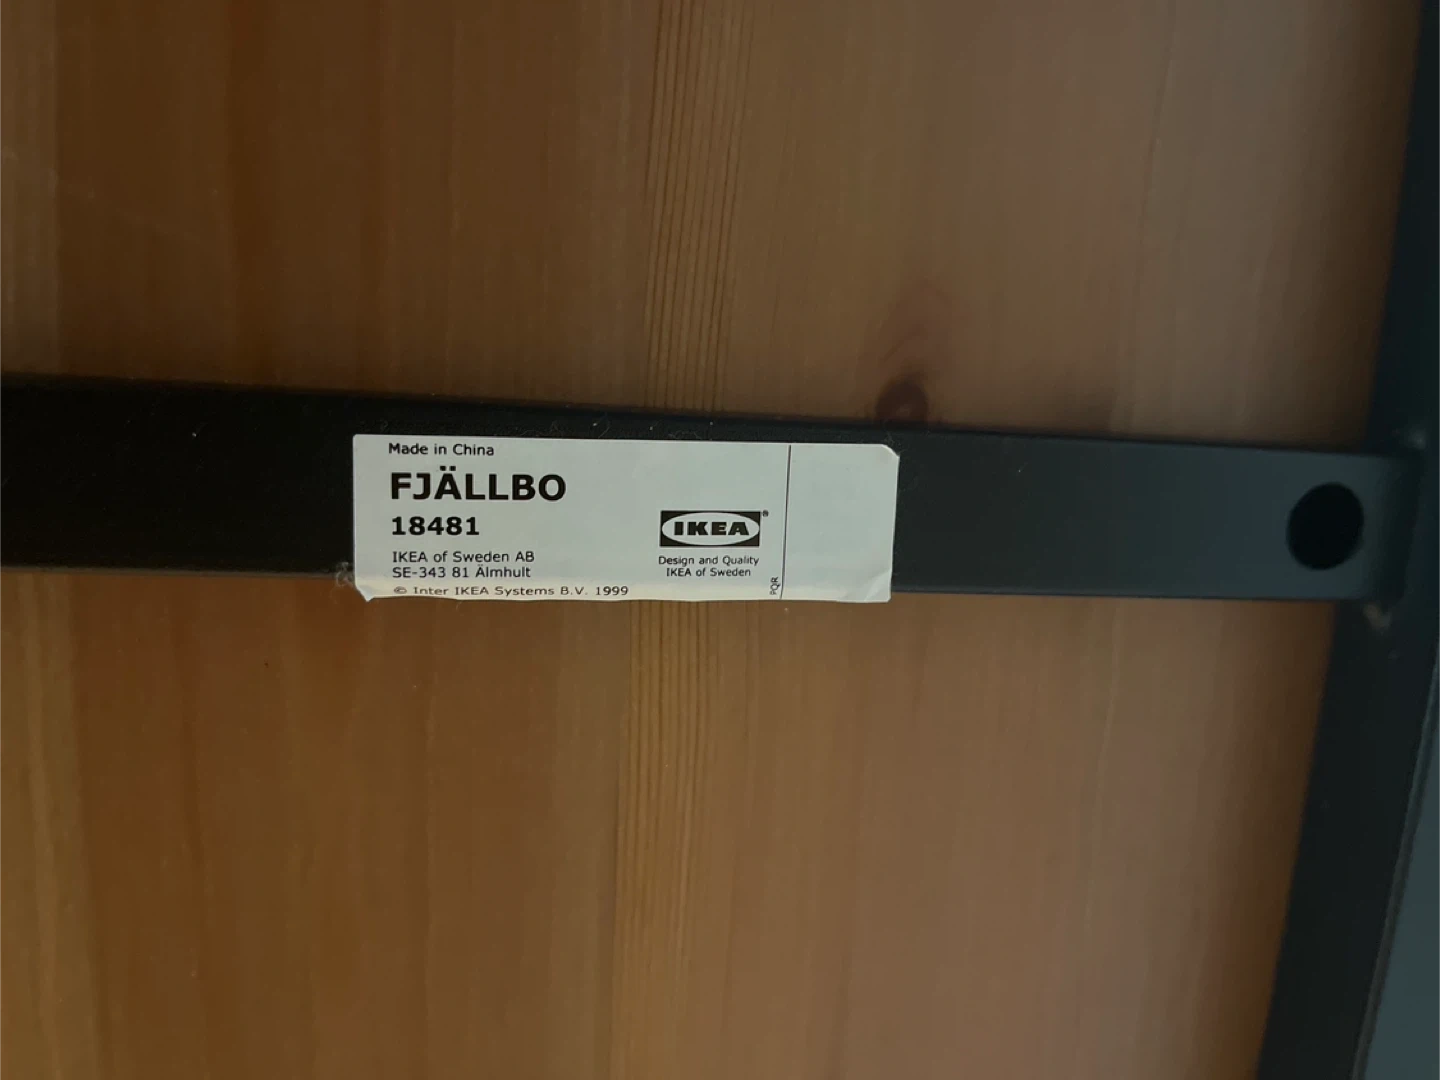 Made in China
FJÄLLBO
18481
IKEA of Sweden AB
SE-343 81 Älmhult
© Inter IKEA Systems B.V. 1999
IKEA®
Design and Quality
IKEA of Sweden
PQR